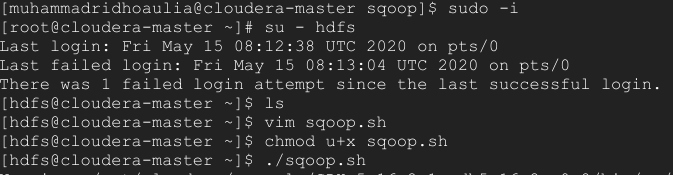 [muhammadridhoaulia@cloudera-master sqoop]$ sudo -i
[root@cloudera-master ~]# su - hdfs
Last login: Fri May 15 08:12:38 UTC 2020 on pts/0
Last failed login: Fri May 15 08:13:04 UTC 2020 on pts/0
There was 1 failed login attempt since the last successful login.
[hdfs@cloudera-master ~]$ ls
[hdfs@cloudera-master ~]$ vim sqoop.sh
[hdfs@cloudera-master ~]$ chmod u+x sqoop.sh
[hdfs@cloudera-master ~]$ ./sqoop.sh